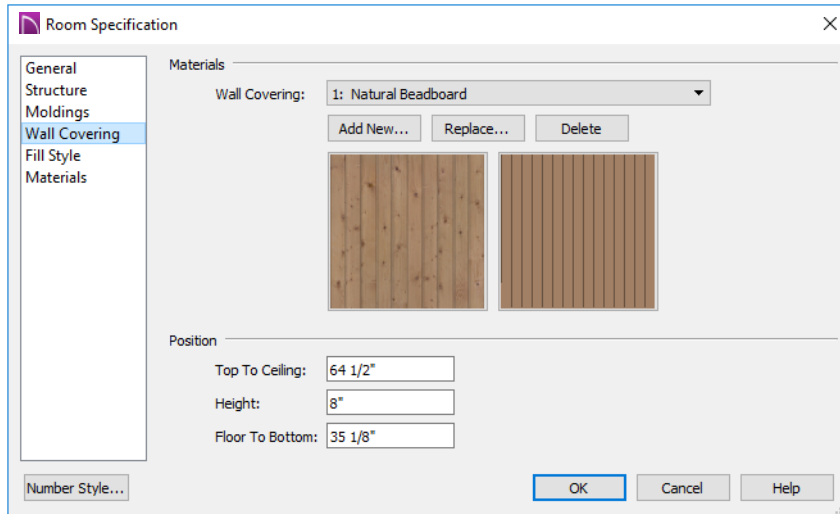 Room Specification
General
Structure
Moldings
Wall Covering
Fill Style
Materials
Materials
Wall Covering: 1: Natural Beadboard
Add New... Replace... Delete
Position
Top To Ceiling: 64 1/2"
Height: 8"
Floor To Bottom: 35 1/8"
Number Style... OK Cancel Help